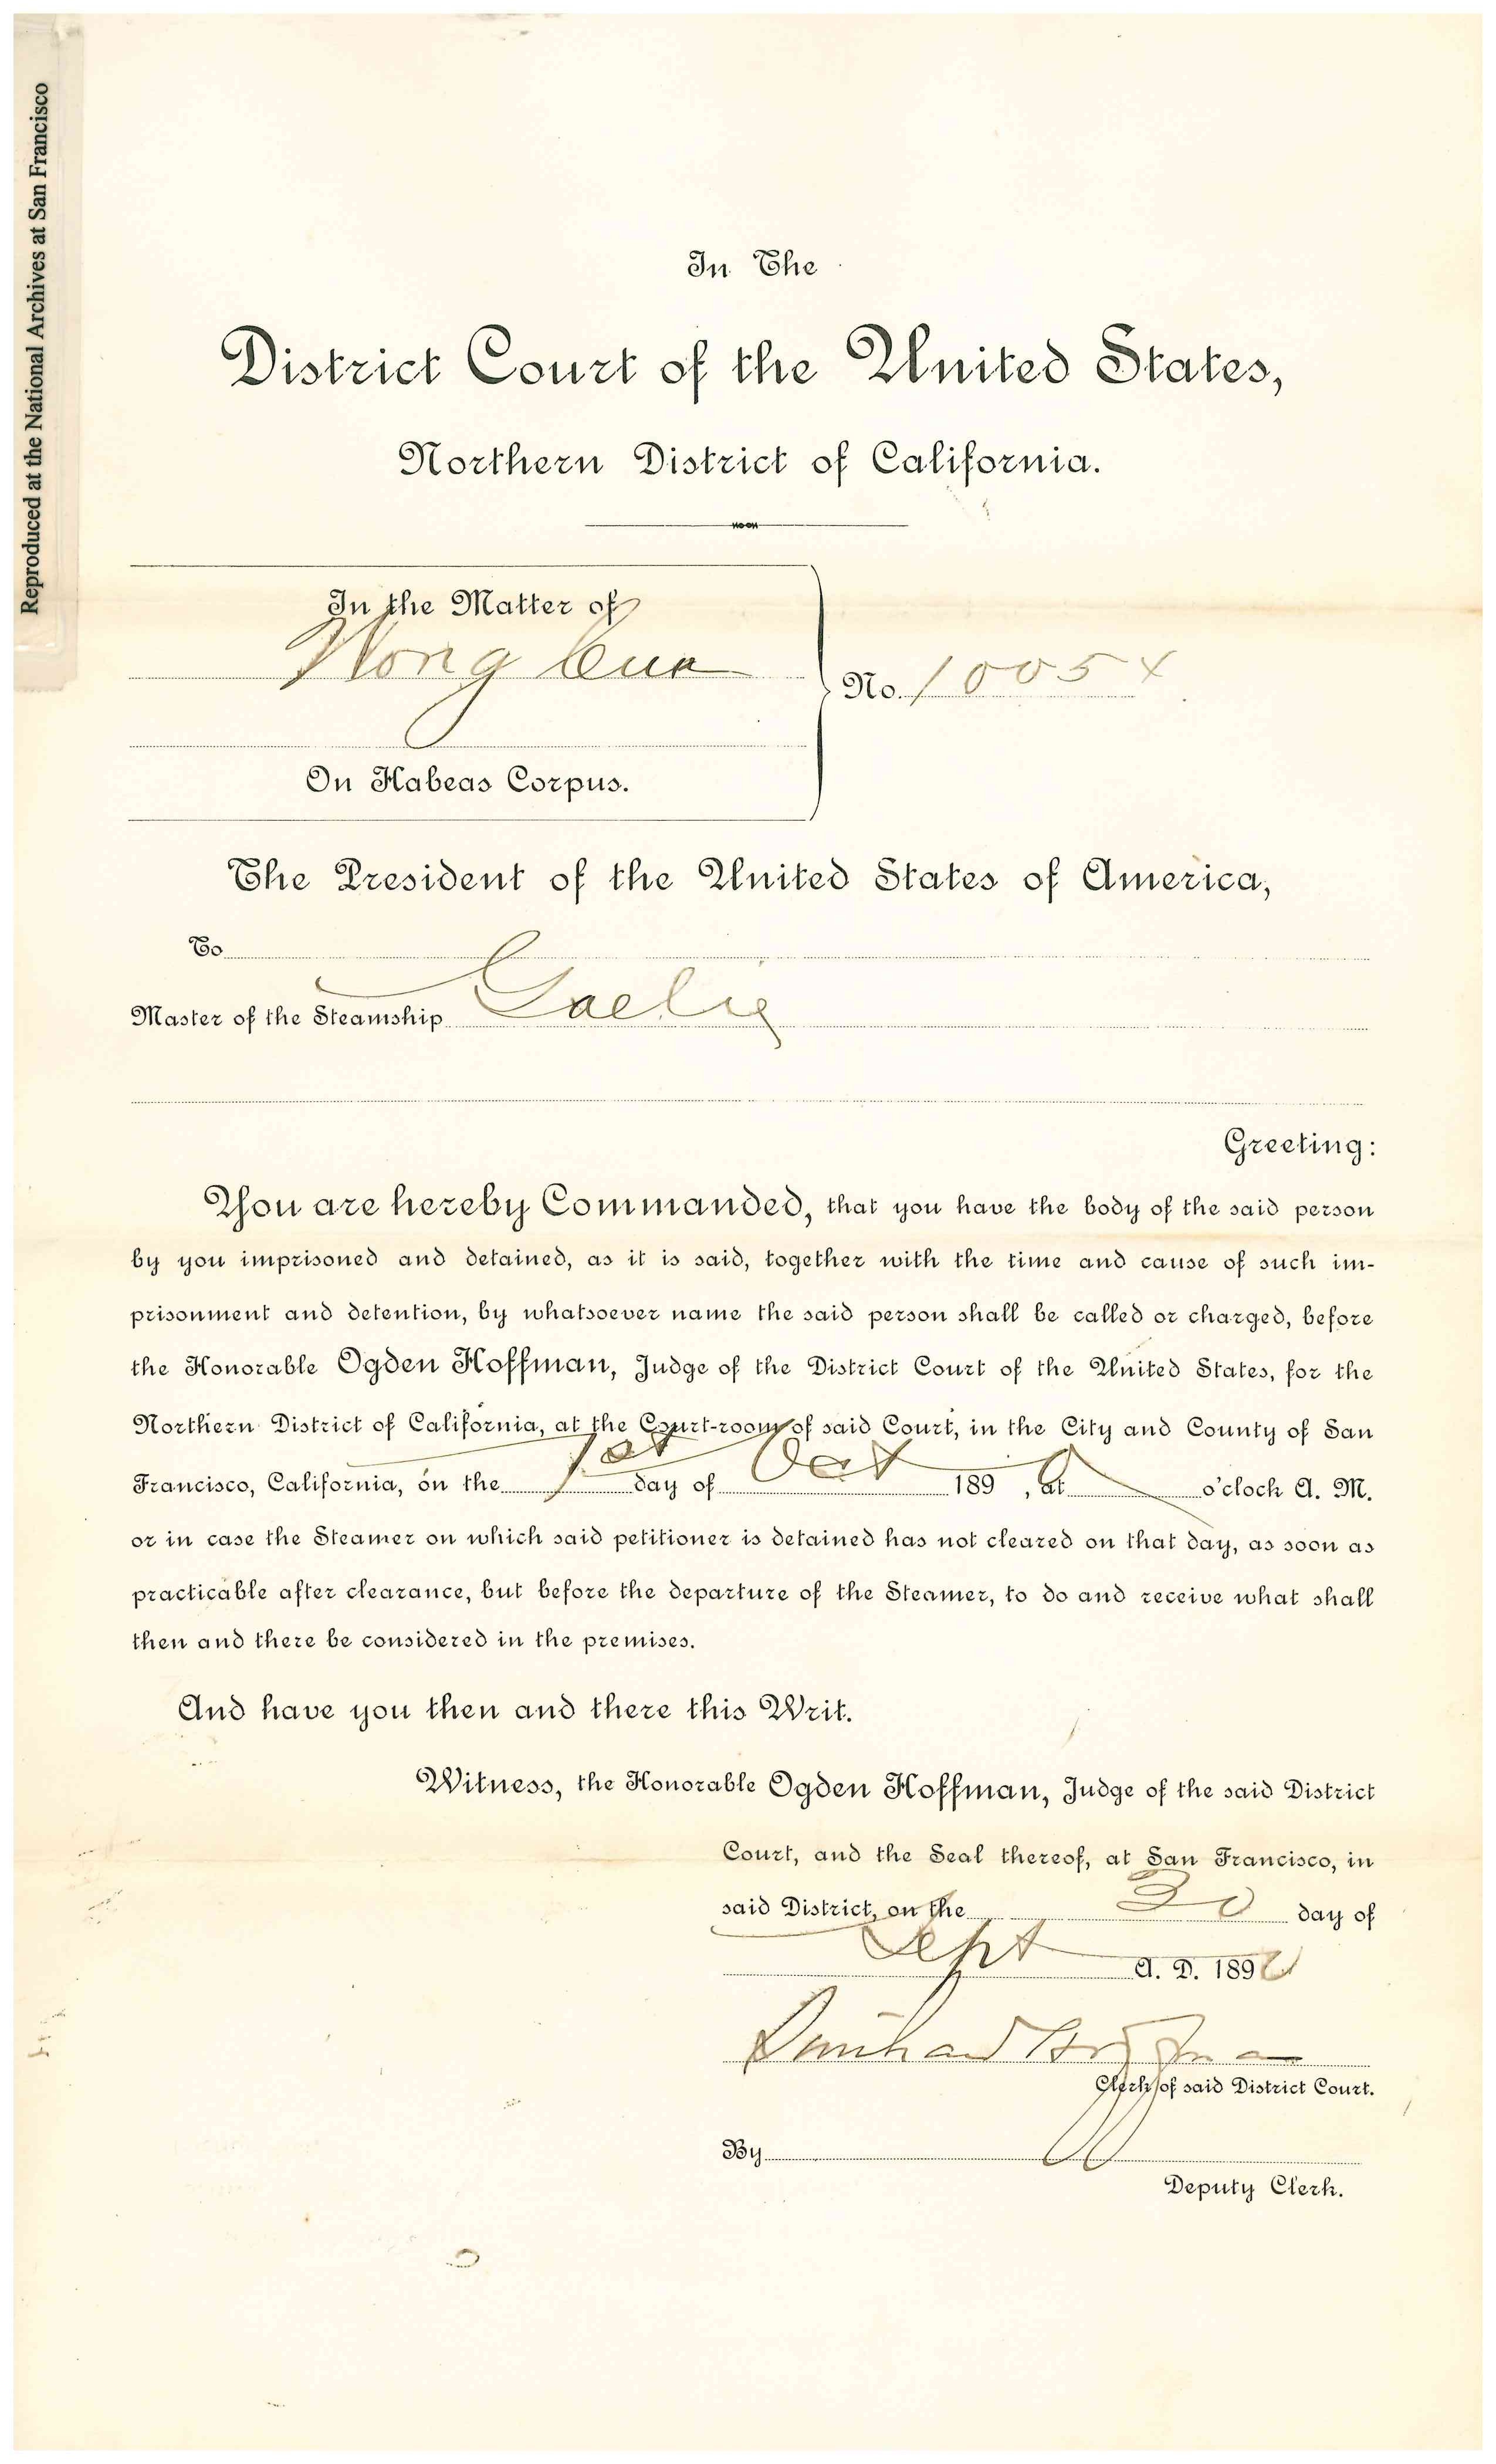 Reproduced at the National Archives at San Francisco
In The
District Court of the United States,
Northern District of California.
In the Matter of
Wong
No. 1005
On Habeas Corpus.
The President of the United States of America,
To
Master of the Steamship Gaelic
Greeting:
You are hereby Commanded, that you have the body of the said person
by you imprisoned and detained, as it is said, together with the time and cause of such im-
prisonment and detention, by whatsoever name the said person shall be called or charged, before
the Honorable Ogden Hoffman, Judge of the District Court of the United States, for the
Northern District of California, at the Court-room of said Court, in the City and County of San
Francisco, California, on the 1st day of Oct 189 , at o'clock A. M.
or in case the Steamer on which said petitioner is detained has not cleared on that day, as soon as
practicable after clearance, but before the departure of the Steamer, to do and receive what shall
then and there be considered in the premises.
And have you then and there this Writ.
Witness, the Honorable Ogden Hoffman, Judge of the said District
Court, and the Seal thereof, at San Francisco, in
said District, on the 30 day of
Sept A. D. 189
Hoffman
Clerk of said District Court.
By
Deputy Clerk.